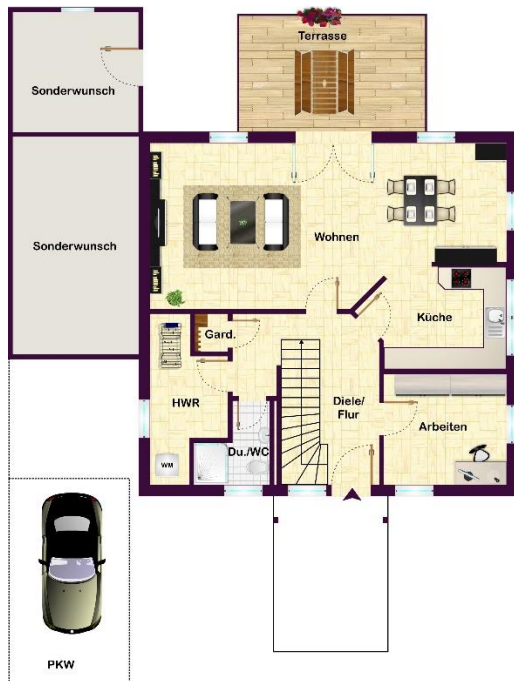 Terrasse
Sonderwunsch
Sonderwunsch
Wohnen
Küche
Gard.
HWR
Diele/
Flur
Arbeiten
Du./WC
WM
PKW